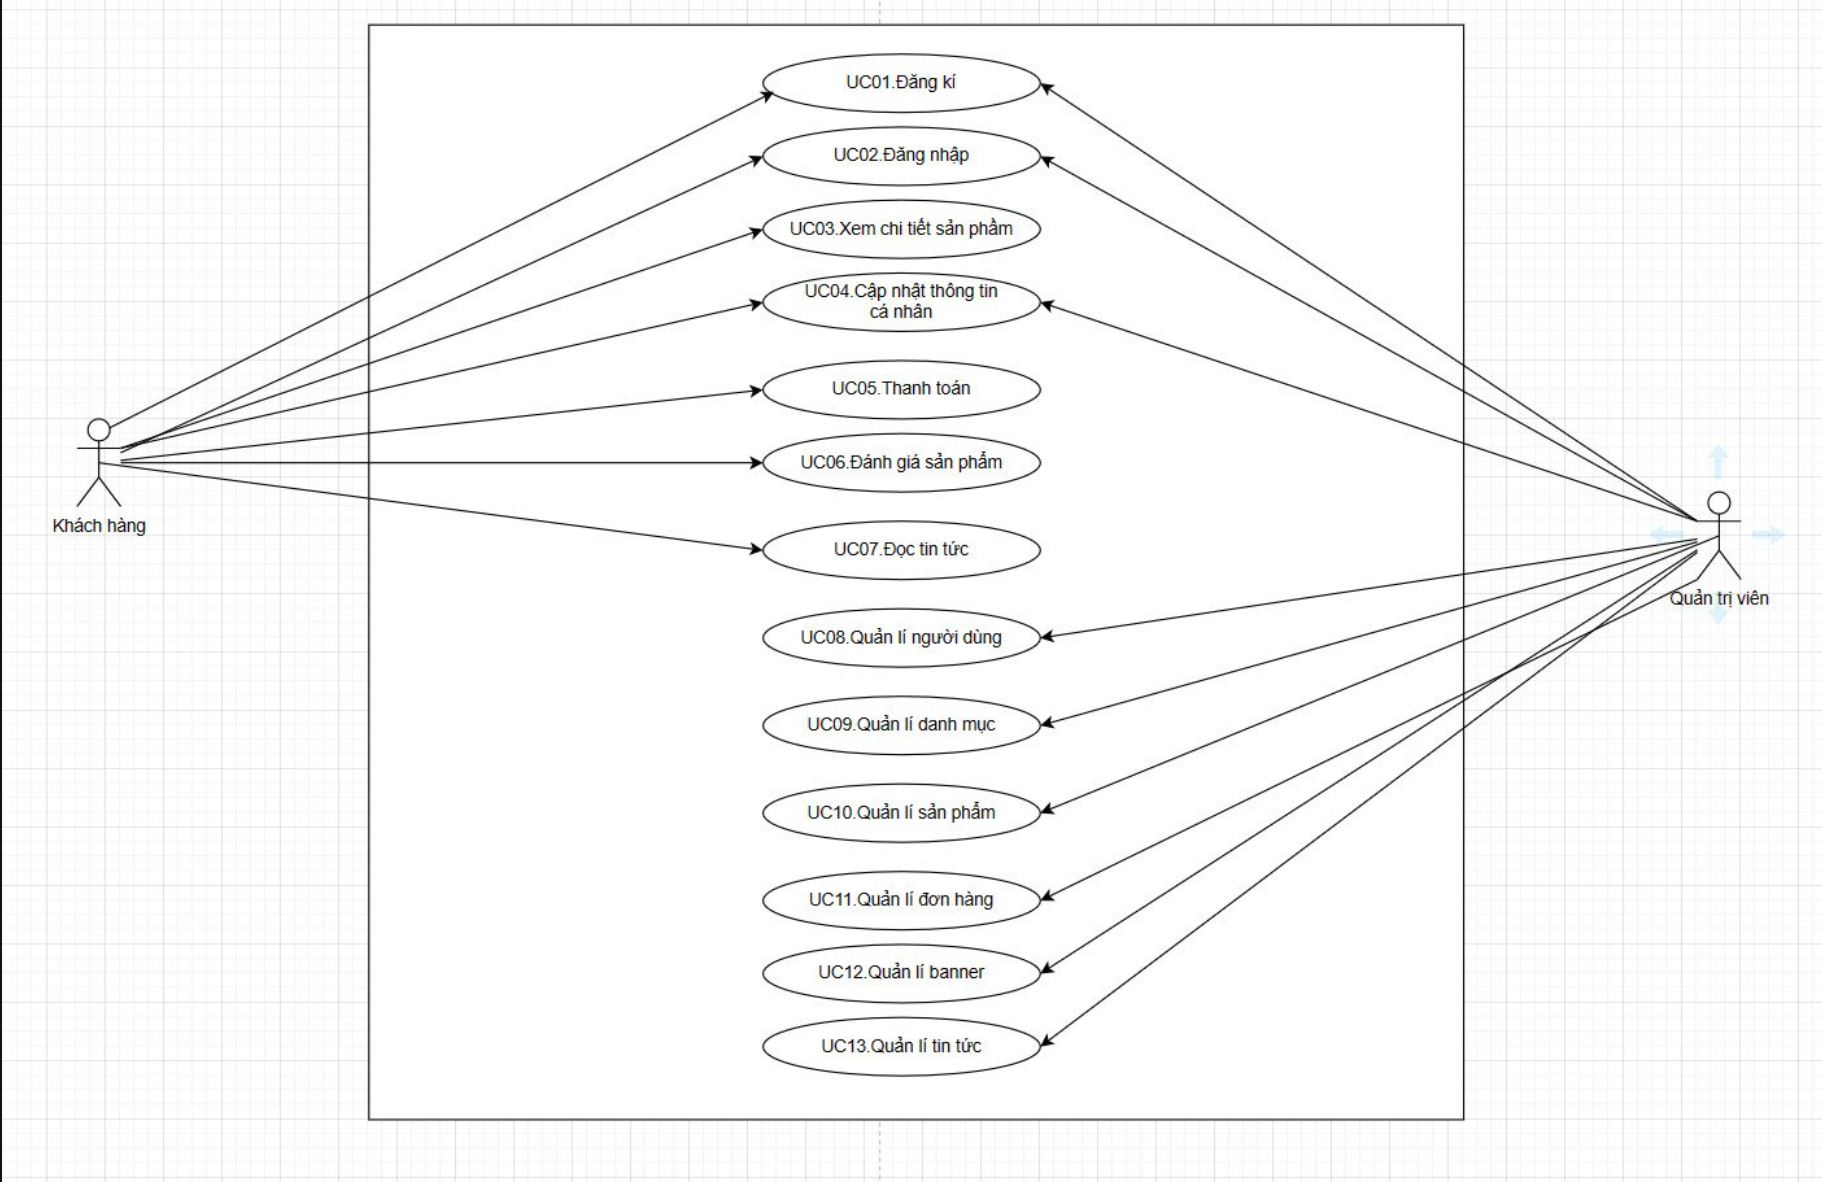 UC01.Đăng kí
UC02.Đăng nhập
UC03.Xem chi tiết sản phẩm
UC04.Cập nhật thông tin
cá nhân
UC05.Thanh toán
UC06.Đánh giá sản phẩm
Khách hàng
UC07.Đọc tin tức
Quản trị viên
UC08.Quản lí người dùng
UC09.Quản lí danh mục
UC10.Quản lí sản phẩm
UC11.Quản lí đơn hàng
UC12.Quản lí banner
UC13.Quản lí tin tức